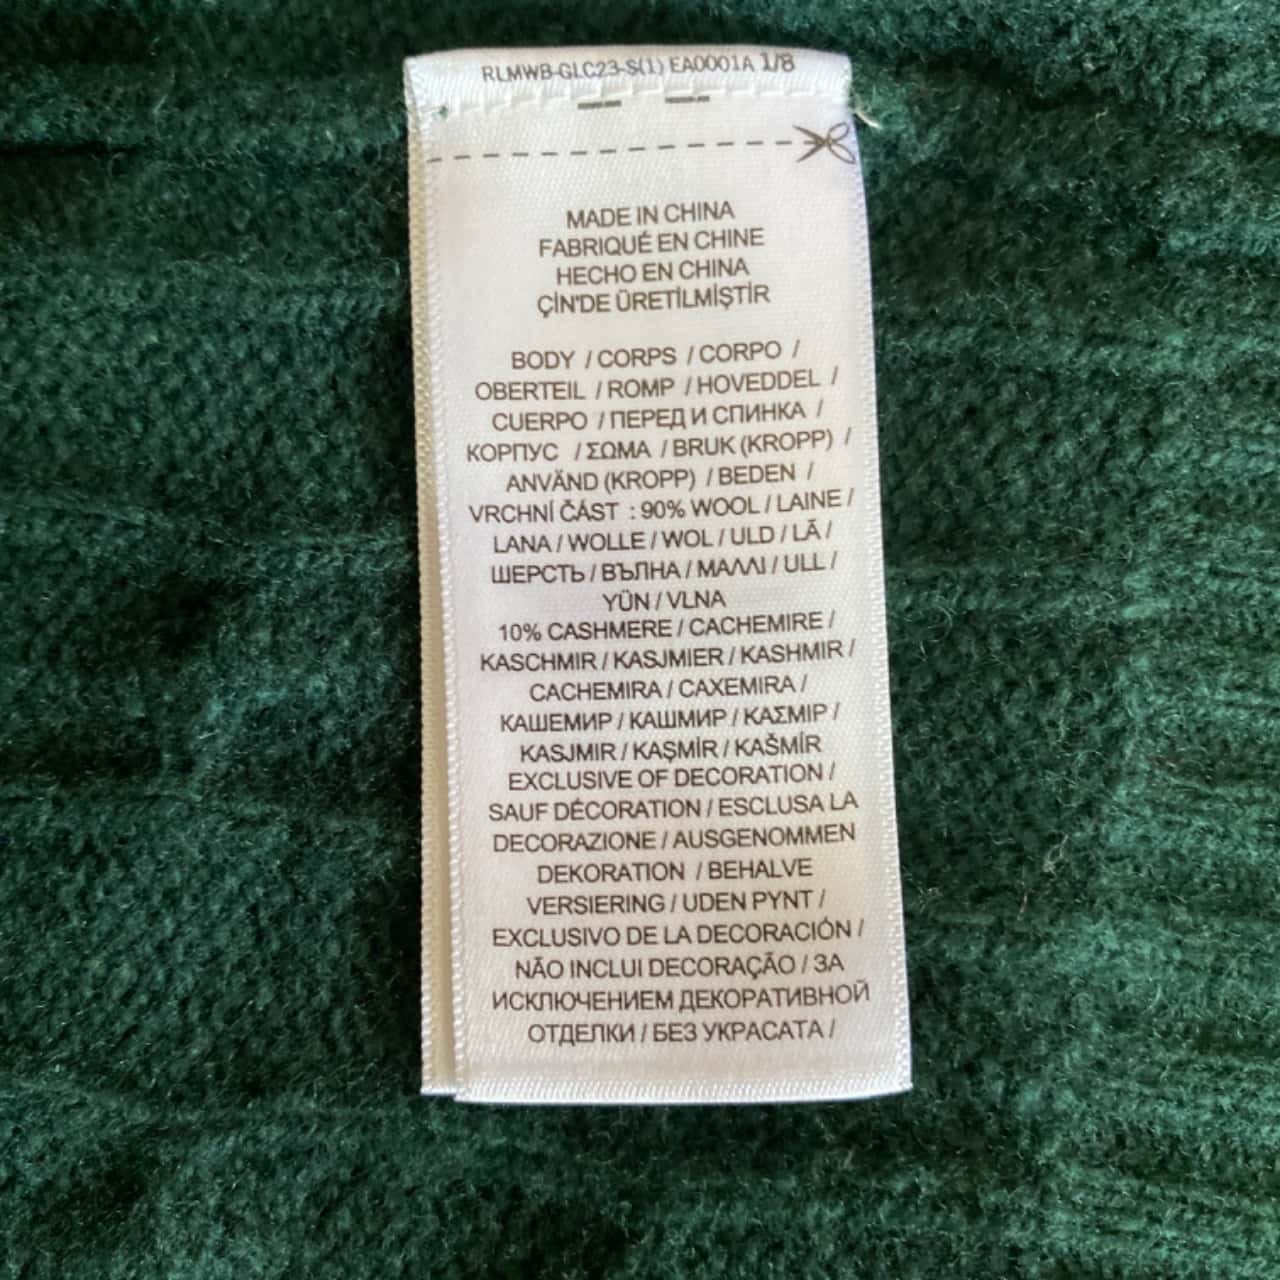 RLMWB-GLC23-S(1) EA0001A 1/8
MADE IN CHINA
FABRIQUÉ EN CHINE
HECHO EN CHINA
ÇİN'DE ÜRETİLMİŞTİR
BODY / CORPS / CORPO /
OBERTEIL / ROMP / HOVEDDEL /
CUERPO / ПЕРЕД И СПИНКА /
КОРПУС / ΣΩΜΑ / BRUK (KROPP) /
ANVÄND (KROPP) / BEDEN /
VRCHNÍ ČÁST : 90% WOOL / LAINE /
LANA / WOLLE / WOL / ULD / LÃ /
ШЕРСТЬ / ВЪЛНА / ΜΑΛΛΙ / ULL /
YÜN / VLNA
10% CASHMERE / CACHEMIRE /
KASCHMIR / KASJMIER / KASHMIR /
CACHEMIRA / CAXEMIRA /
КАШЕМИР / КАШМИР / ΚΑΣΜΙΡ /
KASJMIR / KAŞMİR / KAŠMÍR
EXCLUSIVE OF DECORATION /
SAUF DÉCORATION / ESCLUSA LA
DECORAZIONE / AUSGENOMMEN
DEKORATION / BEHALVE
VERSIERING / UDEN PYNT /
EXCLUSIVO DE LA DECORACIÓN /
NÃO INCLUI DECORAÇÃO / ЗА
ИСКЛЮЧЕНИЕМ ДЕКОРАТИВНОЙ
ОТДЕЛКИ / БЕЗ УКРАСАТА /